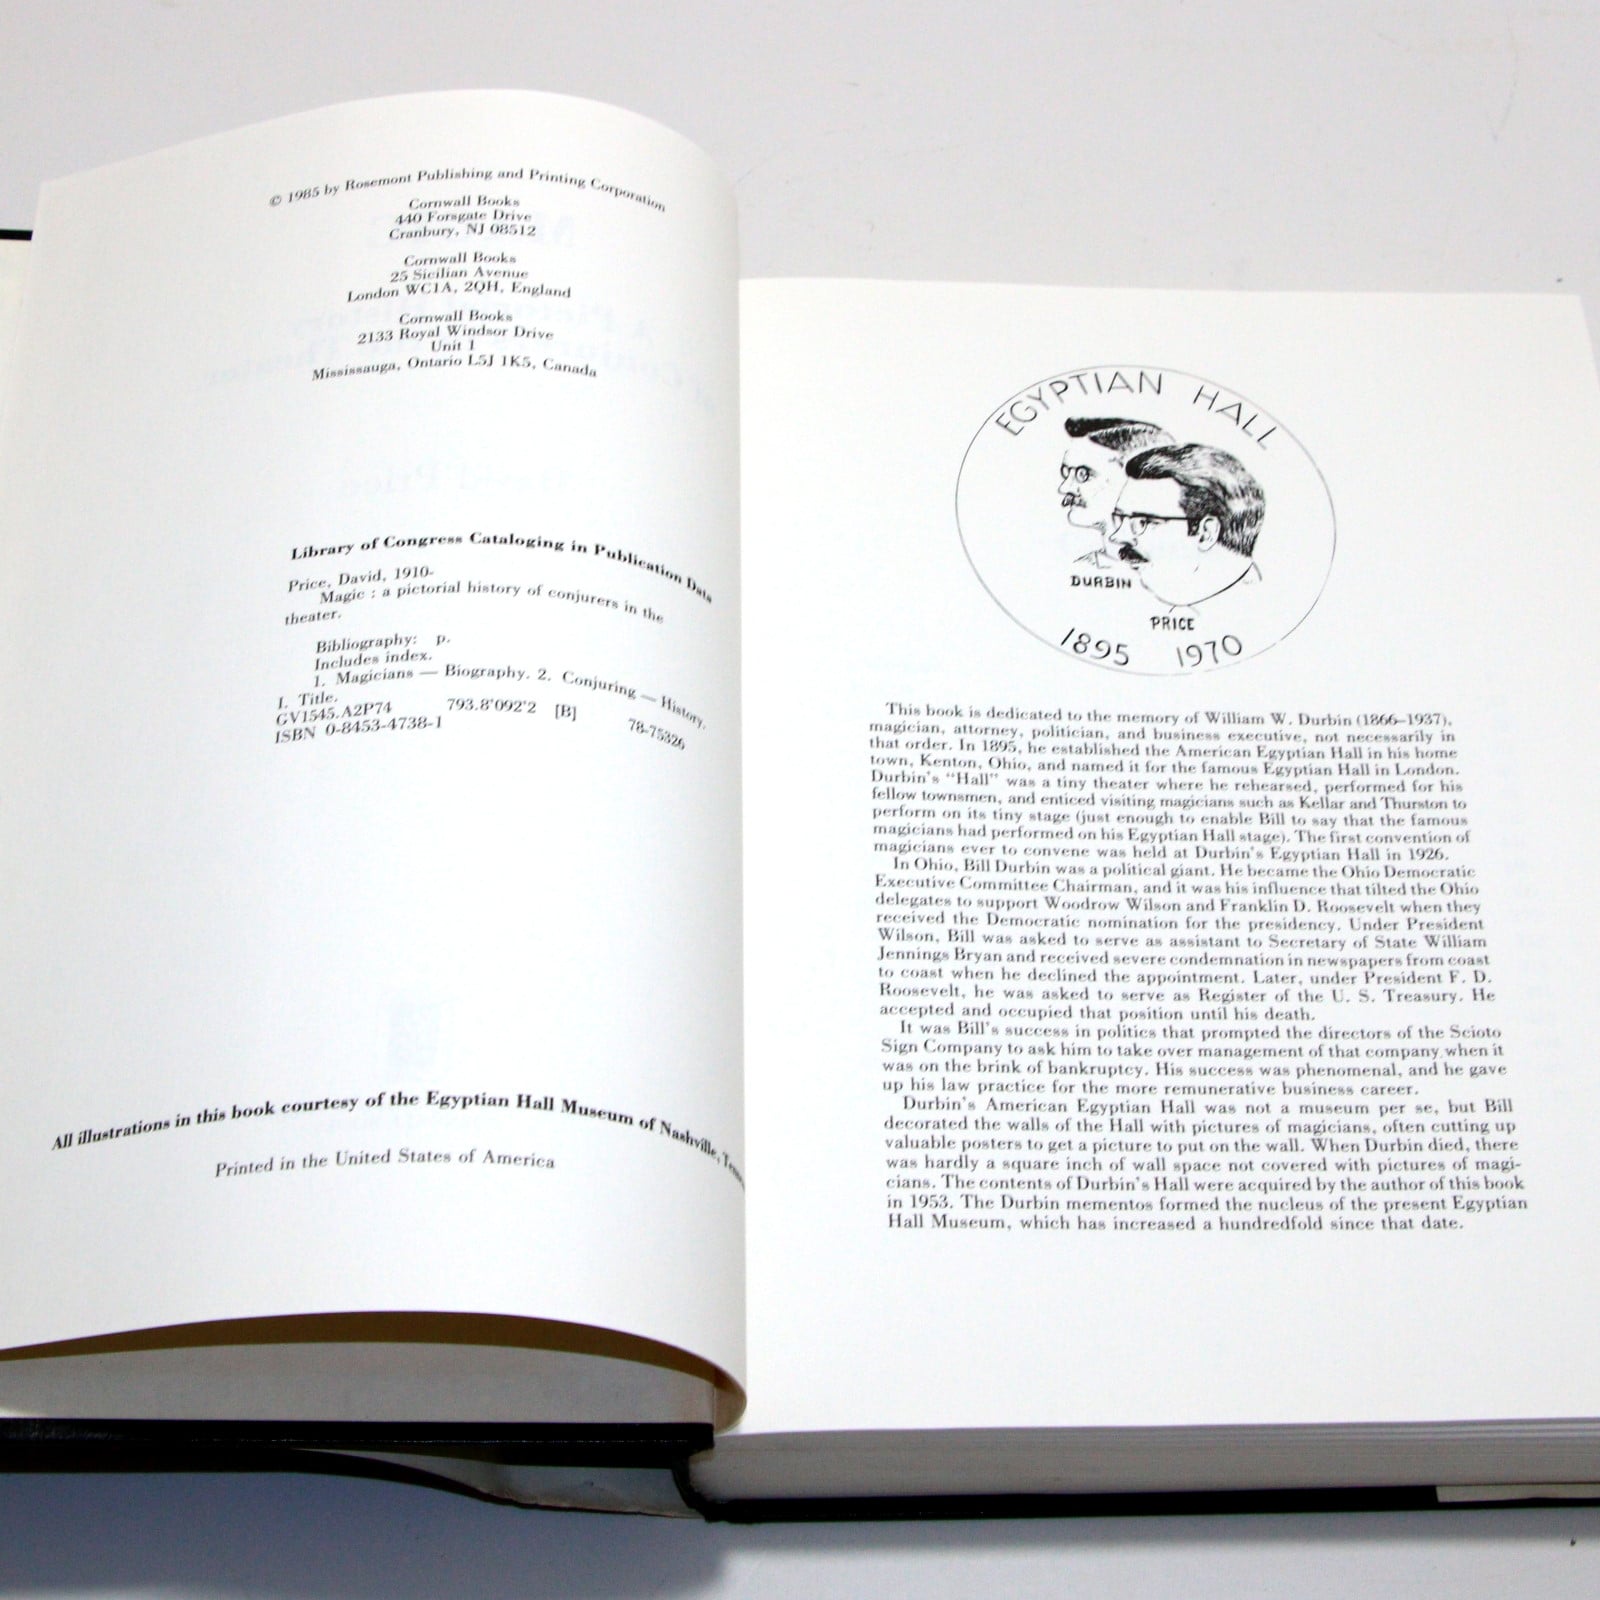 © 1985 by Rosemont Publishing and Printing Corporation
Cornwall Books
440 Forsgate Drive
Cranbury, NJ 08512
Cornwall Books
25 Sicilian Avenue
London WC1A, 2QH, England
Cornwall Books
2133 Royal Windsor Drive
Unit 1
Mississauga, Ontario L5J 1K5, Canada
Library of Congress Cataloging in Publication Data
Price, David, 1910-
Magic : a pictorial history of conjurers in the
theater.
Bibliography: p.
Includes index.
1. Magicians — Biography. 2. Conjuring — History.
I. Title.
GV1545.A2P74 793.8'092'2 [B] 78-75326
ISBN 0-8453-4738-1
All illustrations in this book courtesy of the Egyptian Hall Museum of Nashville,
Printed in the United States of America
EGYPTIAN HALL
DURBIN
PRICE
1895 1970
This book is dedicated to the memory of William W. Durbin (1866–1937),
magician, attorney, politician, and business executive, not necessarily in
that order. In 1895, he established the American Egyptian Hall in his home
town, Kenton, Ohio, and named it for the famous Egyptian Hall in London.
Durbin's "Hall" was a tiny theater where he rehearsed, performed for his
fellow townsmen, and enticed visiting magicians such as Kellar and Thurston to
perform on its tiny stage (just enough to enable Bill to say that the famous
magicians had performed on his Egyptian Hall stage). The first convention of
magicians ever to convene was held at Durbin's Egyptian Hall in 1926.
In Ohio, Bill Durbin was a political giant. He became the Ohio Democratic
Executive Committee Chairman, and it was his influence that tilted the Ohio
delegates to support Woodrow Wilson and Franklin D. Roosevelt when they
received the Democratic nomination for the presidency. Under President
Wilson, Bill was asked to serve as assistant to Secretary of State William
Jennings Bryan and received severe condemnation in newspapers from coast
to coast when he declined the appointment. Later, under President F. D.
Roosevelt, he was asked to serve as Register of the U. S. Treasury. He
accepted and occupied that position until his death.
It was Bill's success in politics that prompted the directors of the Scioto
Sign Company to ask him to take over management of that company when it
was on the brink of bankruptcy. His success was phenomenal, and he gave
up his law practice for the more remunerative business career.
Durbin's American Egyptian Hall was not a museum per se, but Bill
decorated the walls of the Hall with pictures of magicians, often cutting up
valuable posters to get a picture to put on the wall. When Durbin died, there
was hardly a square inch of wall space not covered with pictures of magi-
cians. The contents of Durbin's Hall were acquired by the author of this book
in 1953. The Durbin mementos formed the nucleus of the present Egyptian
Hall Museum, which has increased a hundredfold since that date.